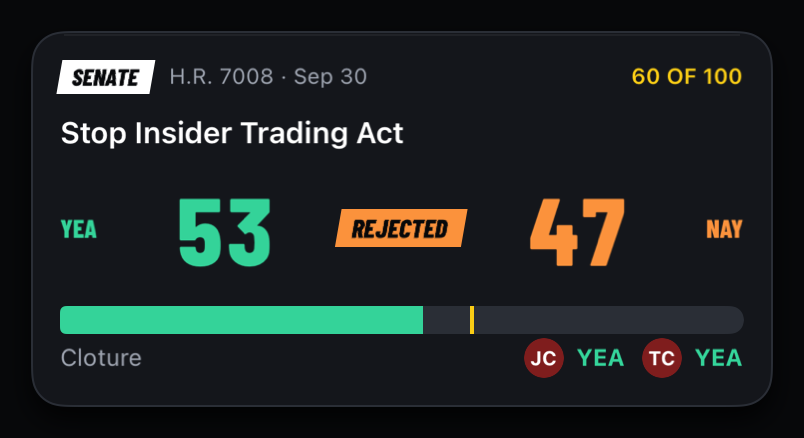 SENATE H.R. 7008 · Sep 30 60 OF 100
Stop Insider Trading Act
YEA 53 REJECTED 47 NAY
Cloture JC YEA TC YEA